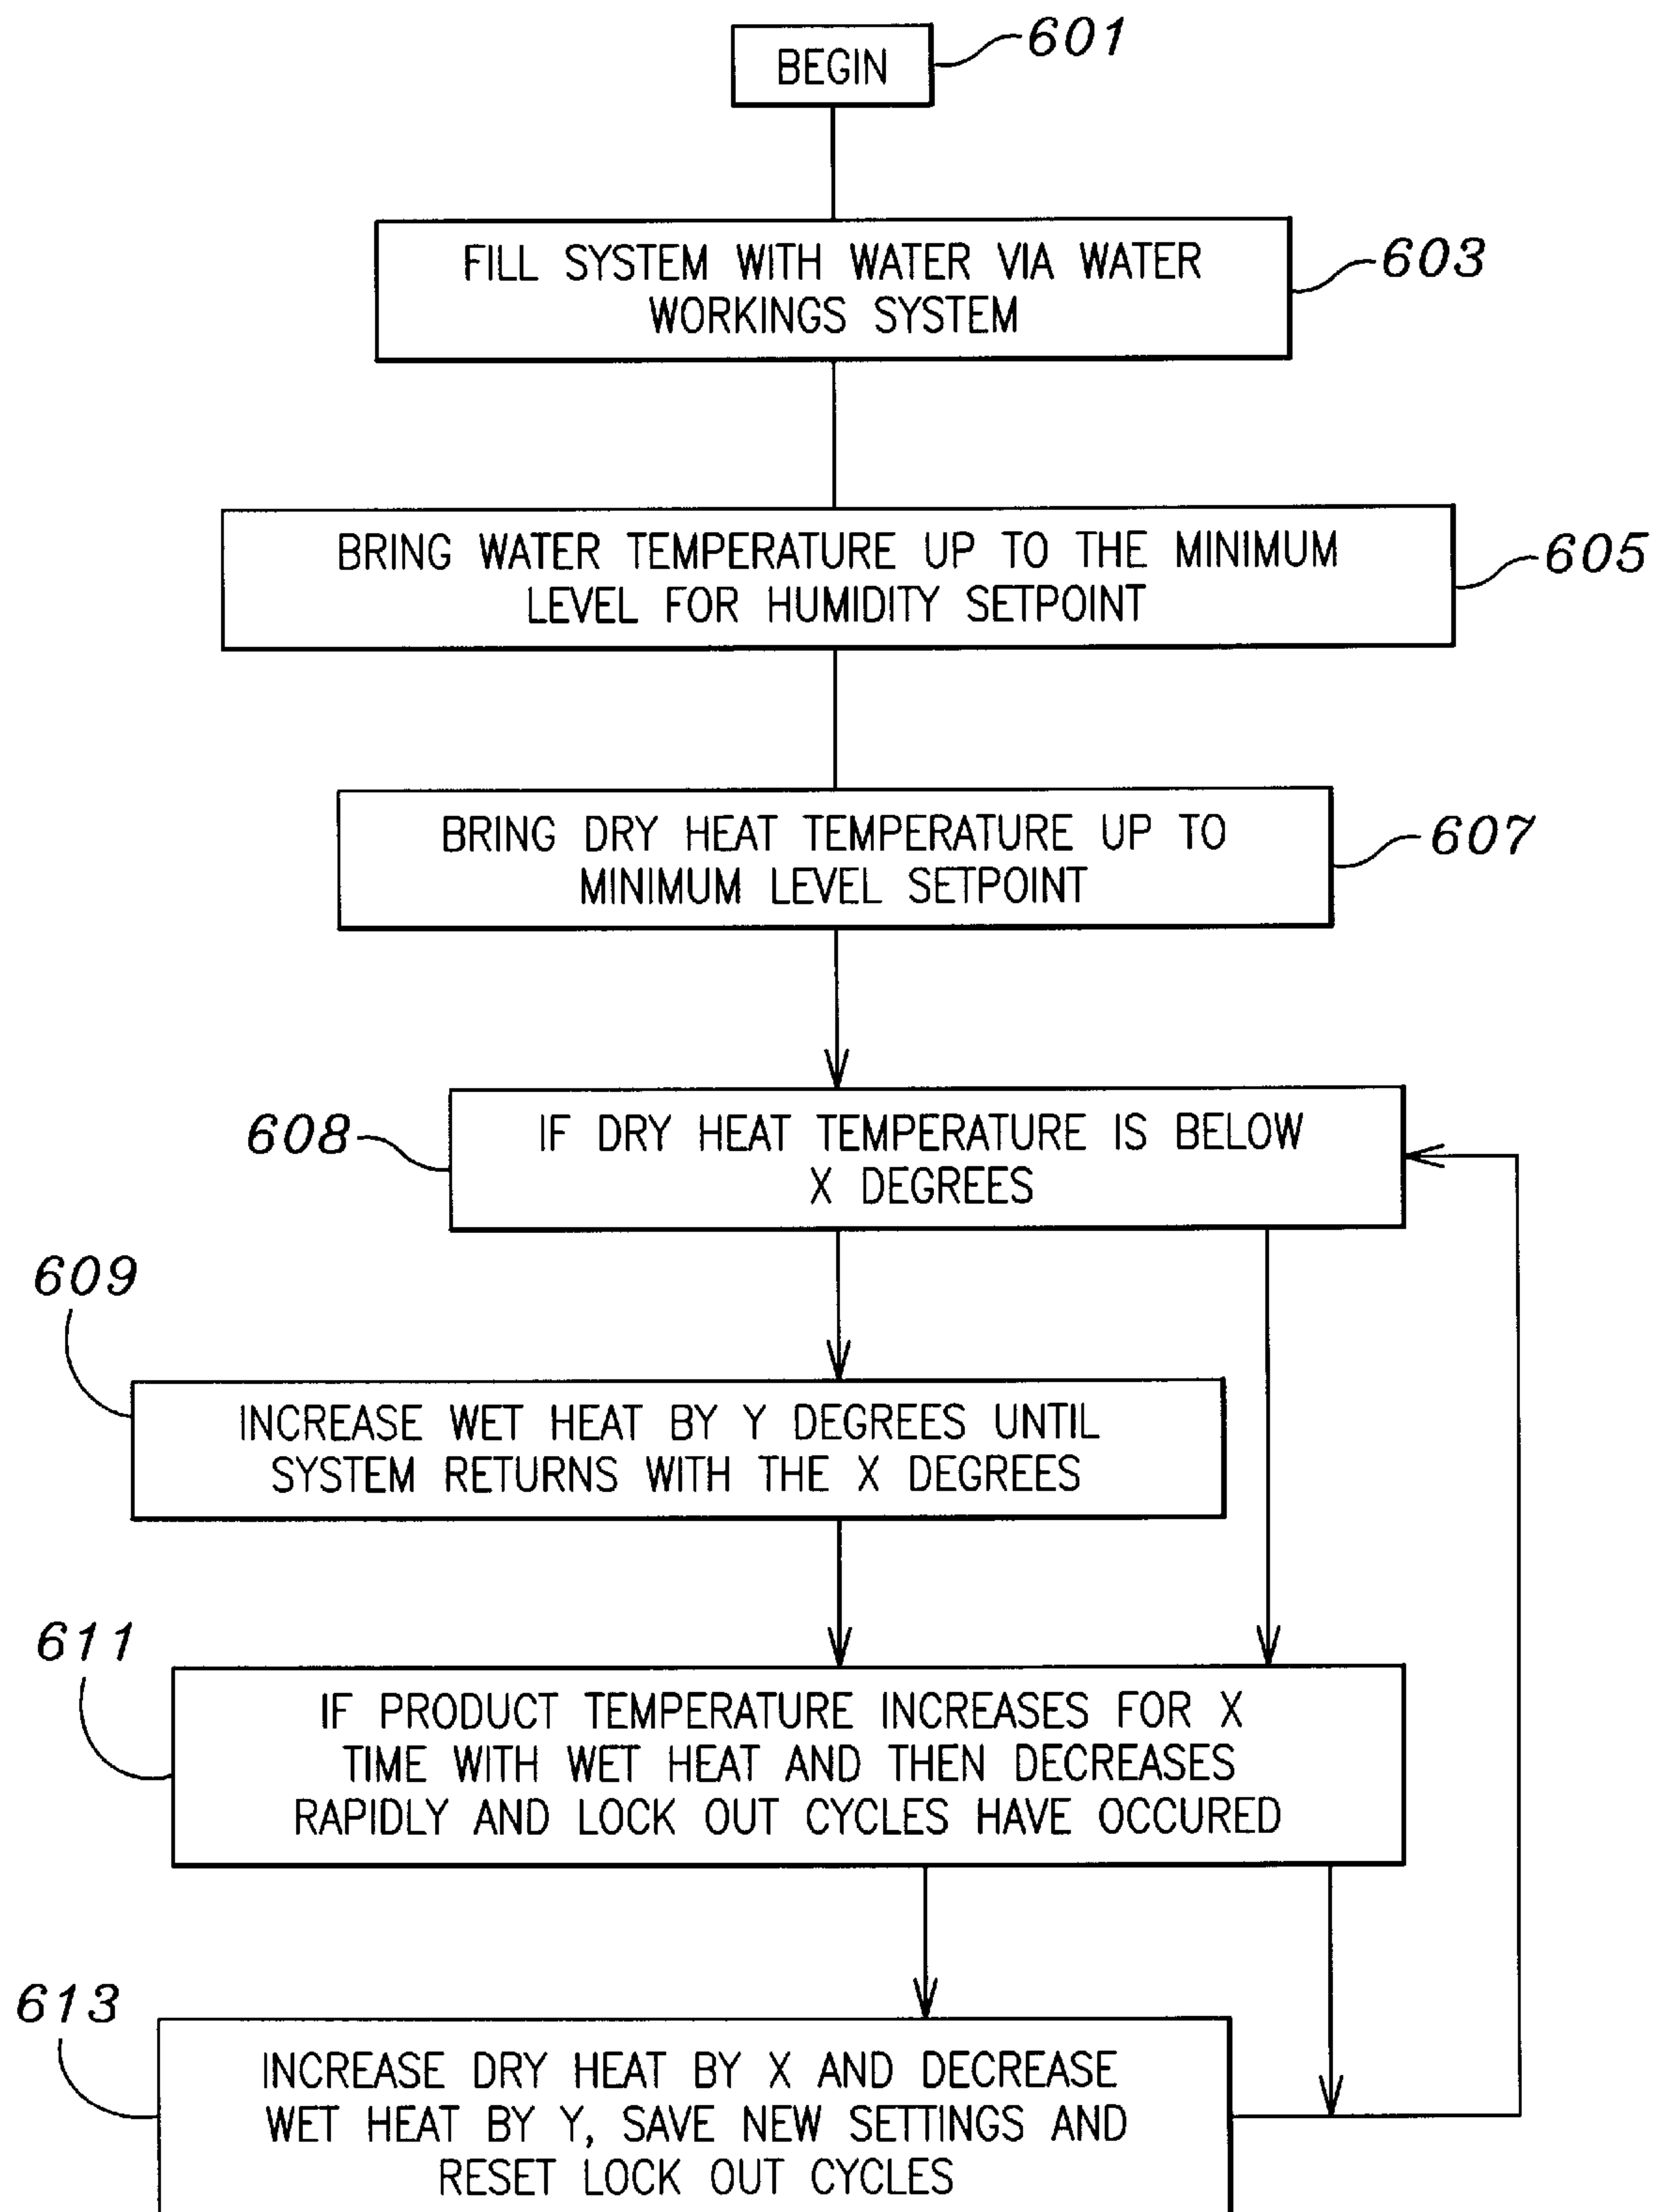 BEGIN
601
FILL SYSTEM WITH WATER VIA WATER
WORKINGS SYSTEM
603
BRING WATER TEMPERATURE UP TO THE MINIMUM
LEVEL FOR HUMIDITY SETPOINT
605
BRING DRY HEAT TEMPERATURE UP TO
MINIMUM LEVEL SETPOINT
607
608
IF DRY HEAT TEMPERATURE IS BELOW
X DEGREES
609
INCREASE WET HEAT BY Y DEGREES UNTIL
SYSTEM RETURNS WITH THE X DEGREES
611
IF PRODUCT TEMPERATURE INCREASES FOR X
TIME WITH WET HEAT AND THEN DECREASES
RAPIDLY AND LOCK OUT CYCLES HAVE OCCURED
613
INCREASE DRY HEAT BY X AND DECREASE
WET HEAT BY Y, SAVE NEW SETTINGS AND
RESET LOCK OUT CYCLES